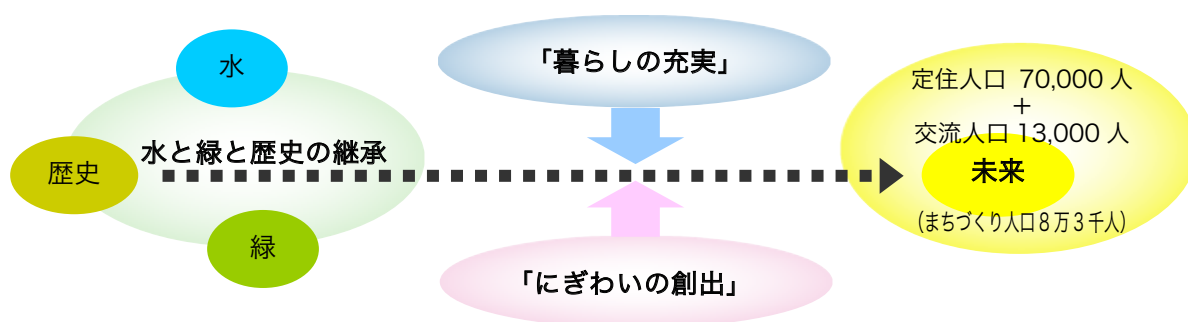 水
歴史
水と緑と歴史の継承
緑
「暮らしの充実」
「にぎわいの創出」
定住人口 70,000 人
+
交流人口 13,000 人
未来
(まちづくり人口8万3千人)